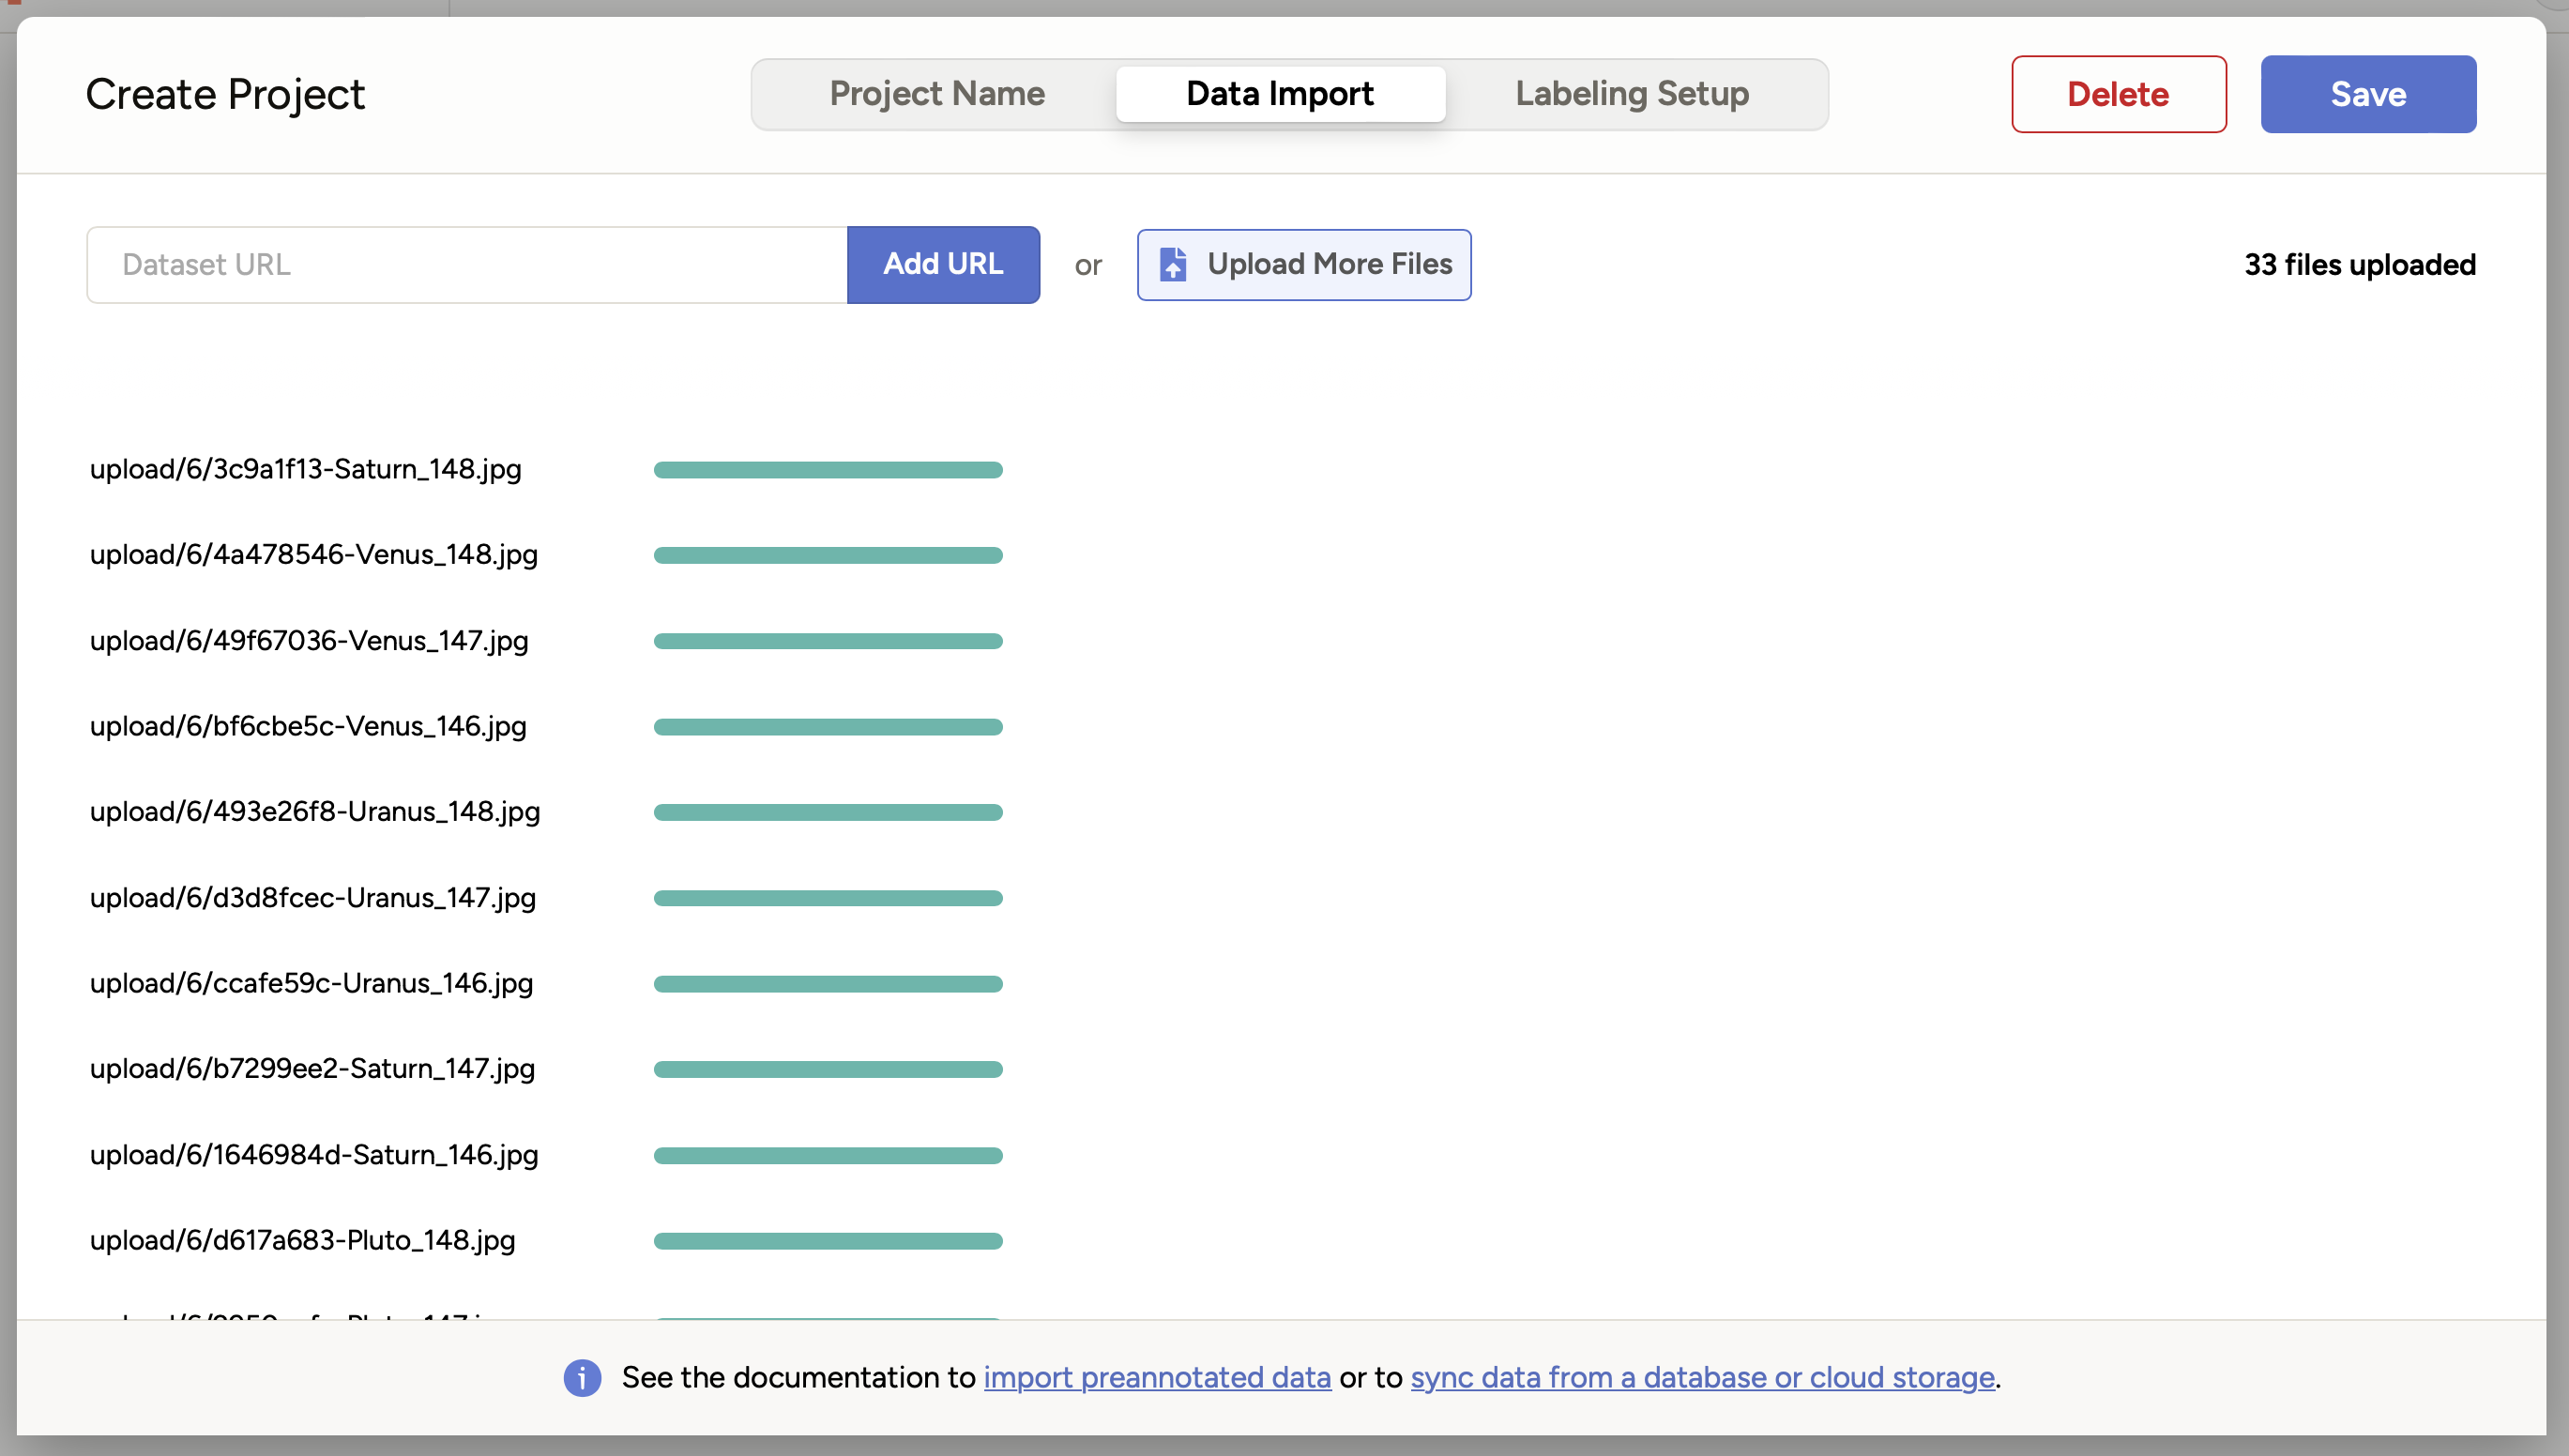 Create Project
Project Name
Data Import
Labeling Setup
Delete
Save
Dataset URL
Add URL
or
Upload More Files
33 files uploaded
upload/6/3c9a1f13-Saturn_148.jpg
upload/6/4a478546-Venus_148.jpg
upload/6/49f67036-Venus_147.jpg
upload/6/bf6cbe5c-Venus_146.jpg
upload/6/493e26f8-Uranus_148.jpg
upload/6/d3d8fcec-Uranus_147.jpg
upload/6/ccafe59c-Uranus_146.jpg
upload/6/b7299ee2-Saturn_147.jpg
upload/6/1646984d-Saturn_146.jpg
upload/6/d617a683-Pluto_148.jpg
See the documentation to import preannotated data or to sync data from a database or cloud storage.